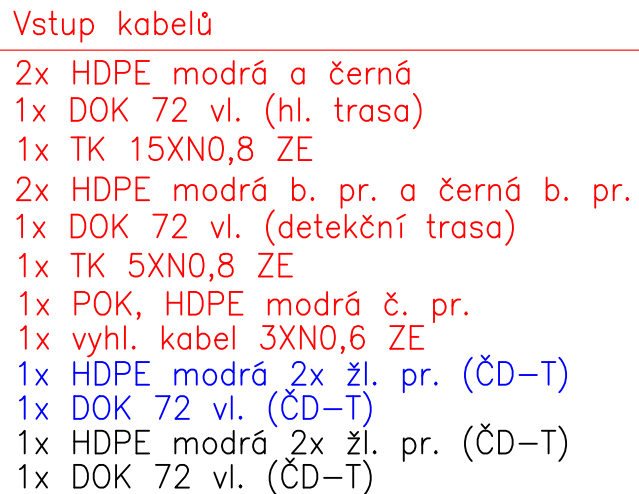 Vstup kabelů
2x HDPE modrá a černá
1x DOK 72 vl. (hl. trasa)
1x TK 15XN0,8 ZE
2x HDPE modrá b. pr. a černá b. pr.
1x DOK 72 vl. (detekční trasa)
1x TK 5XN0,8 ZE
1x POK, HDPE modrá č. pr.
1x vyhl. kabel 3XN0,6 ZE
1x HDPE modrá 2x žl. pr. (ČD–T)
1x DOK 72 vl. (ČD–T)
1x HDPE modrá 2x žl. pr. (ČD–T)
1x DOK 72 vl. (ČD–T)